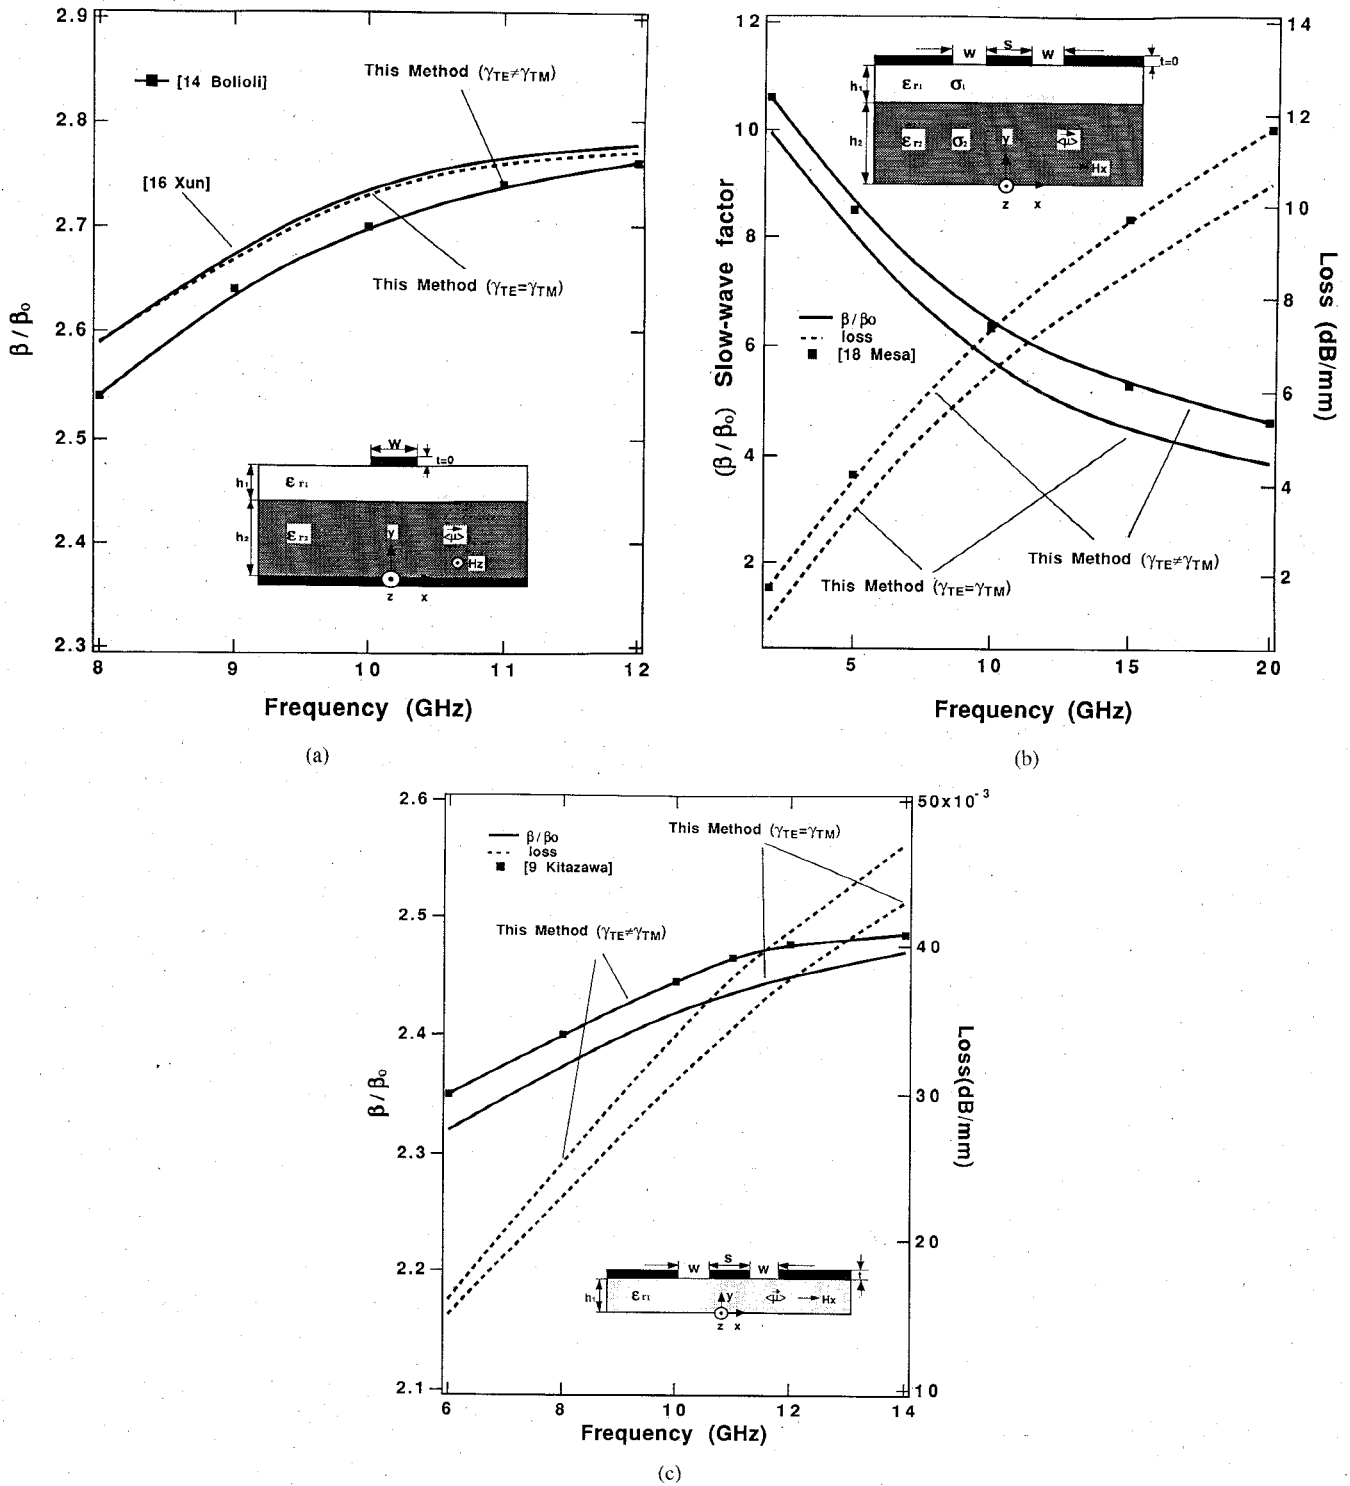 2.9
2.8
2.7
2.6
2.5
2.4
2.3
β / β₀
[14 Bolioli]
This Method (γTE≠γTM)
[16 Xun]
This Method (γTE=γTM)
W
t=0
h₁
εr₁
h₂
εr₂
y
μ
Hz
z
x
8
9
10
11
12
Frequency (GHz)
(a)
12
10
8
6
4
2
(β / β₀) Slow-wave factor
S
W
W
t=0
h₁
εr₁
σ₁
h₂
εr₂
σ₂
y
μ
Hx
z
x
β/β₀
loss
[18 Mesa]
This Method (γTE≠γTM)
This Method (γTE=γTM)
14
12
10
8
6
4
2
Loss (dB/mm)
5
10
15
20
Frequency (GHz)
(b)
2.6
2.5
2.4
2.3
2.2
2.1
β / β₀
β/β₀
loss
[9 Kitazawa]
This Method (γTE=γTM)
This Method (γTE≠γTM)
50x10⁻³
40
30
20
10
Loss(dB/mm)
S
W
W
t
h₁
εr₁
y
μ
Hx
z
x
6
8
10
12
14
Frequency (GHz)
(c)